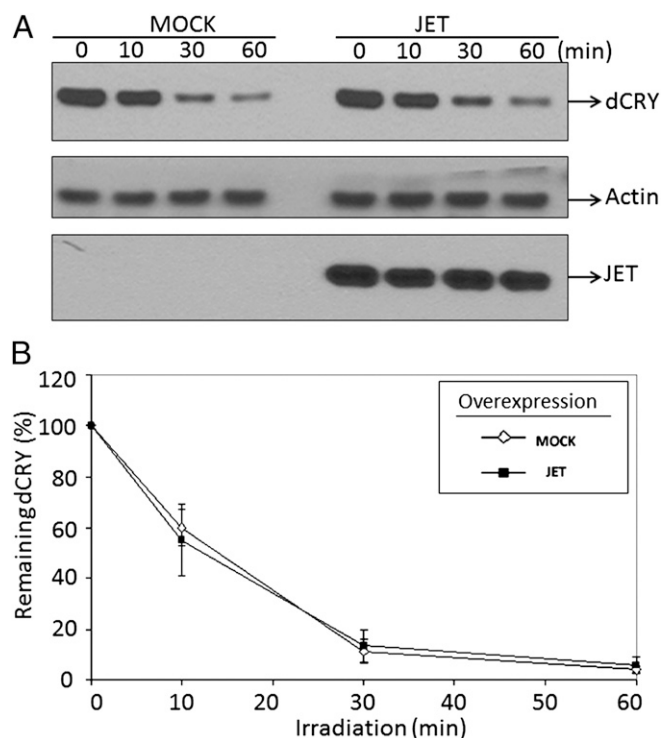 A
MOCK JET
0 10 30 60 0 10 30 60 (min)
dCRY
Actin
JET
B
120
100
80
60
40
20
0
Remaining dCRY (%)
Overexpression
MOCK
JET
0 10 20 30 40 50 60
Irradiation (min)